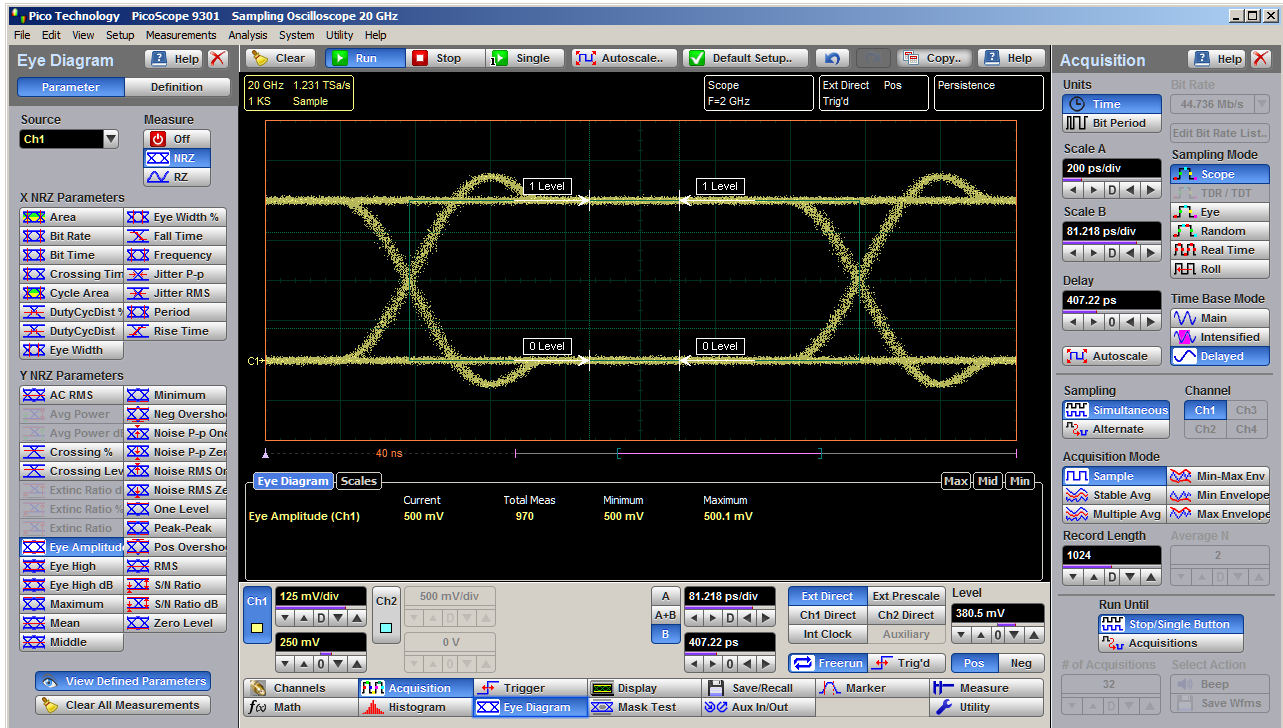 Pico Technology PicoScope 9301 Sampling Oscilloscope 20 GHz
File Edit View Setup Measurements Analysis System Utility Help
Eye Diagram Help
Parameter Definition
Source Measure
Ch1 Off
NRZ
RZ
X NRZ Parameters
Area Eye Width %
Bit Rate Fall Time
Bit Time Frequency
Crossing Tim Jitter P-p
Cycle Area Jitter RMS
DutyCycDist % Period
DutyCycDist Rise Time
Eye Width
Y NRZ Parameters
AC RMS Minimum
Avg Power Neg Oversho
Avg Power dB Pos Noise P-p One
Crossing % Noise P-p Zer
Crossing Lev Noise RMS On
Extinc Ratio d Noise RMS Ze
Extinc Ratio % One Level
Extinc Ratio Peak-Peak
Eye Amplitude Pos Oversho
Eye High RMS
Eye High dB S/N Ratio
Maximum S/N Ratio dB
Mean Zero Level
Middle
View Defined Parameters
Clear All Measurements
Clear Run Stop Single Autoscale.. Default Setup.. Copy.. Help
20 GHz 1.231 TSa/s
1 KS Sample
Scope
F=2 GHz
Ext Direct Pos
Trig'd
Persistence
1 Level 1 Level
0 Level 0 Level
C1
40 ns
Eye Diagram Scales Max Mid Min
Current Total Meas Minimum Maximum
Eye Amplitude (Ch1) 500 mV 970 500 mV 500.1 mV
Ch1 125 mV/div Ch2 500 mV/div
D D
250 mV 0 V
0 0
A 81.218 ps/div
A+B D
B 407.22 ps
0
Ext Direct Ext Prescale
Ch1 Direct Ch2 Direct
Int Clock Auxiliary
Freerun Trig'd
Level
380.5 mV
0
Pos Neg
Channels Acquisition Trigger Display Save/Recall Marker Measure
Math Histogram Eye Diagram Mask Test Aux In/Out Utility
Acquisition Help
Units Bit Rate
Time 44.736 Mb/s
Bit Period Edit Bit Rate List..
Scale A
200 ps/div
D
Scale B
81.218 ps/div
D
Delay
407.22 ps
0
Autoscale
Sampling Mode
Scope
TDR / TDT
Eye
Random
Real Time
Roll
Time Base Mode
Main
Intensified
Delayed
Sampling Channel
Simultaneous Ch1 Ch3
Alternate Ch2 Ch4
Acquisition Mode
Sample Min-Max Env
Stable Avg Min Envelope
Multiple Avg Max Envelope
Record Length Average N
1024 2
D D
Run Until
Stop/Single Button
Acquisitions
# of Acquisitions Select Action
32 Beep
D Save Wfms